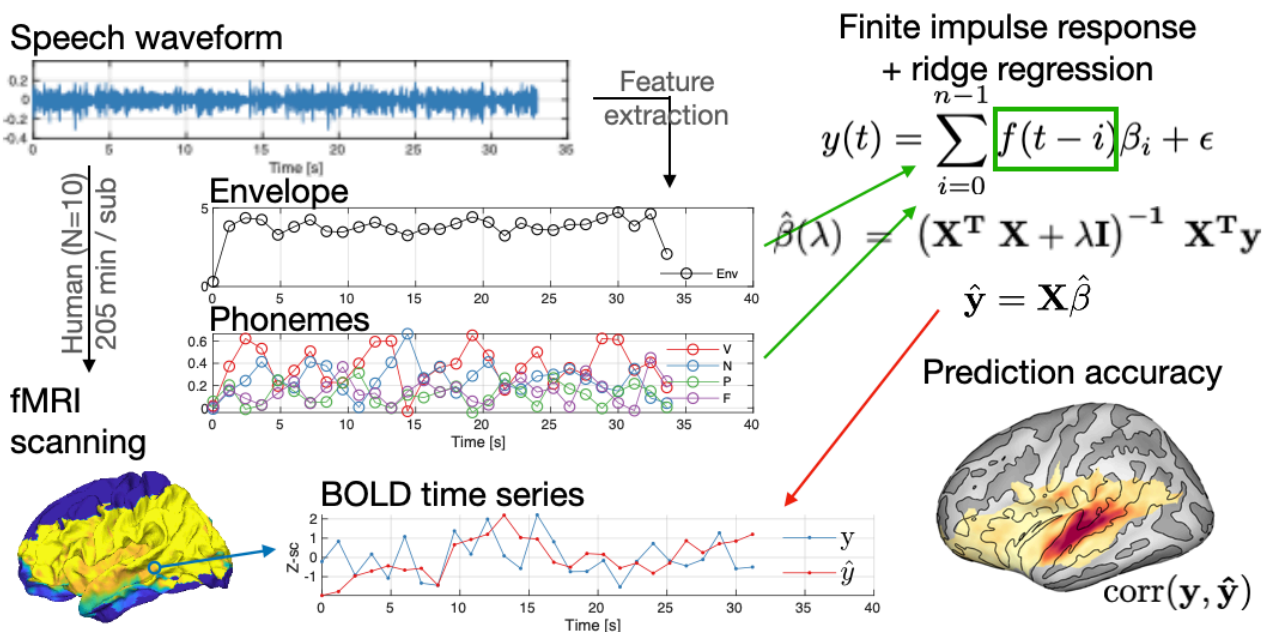 Speech waveform
0.2
0
-0.2
-0.4
0 5 10 15 20 25 30 35
Time [s]
Feature
extraction
Human (N=10)
205 min / sub
Envelope
5
0
Env
0 5 10 15 20 25 30 35 40
Phonemes
0.6
0.4
0.2
0
V
N
P
F
0 5 10 15 20 25 30 35 40
Time [s]
fMRI
scanning
BOLD time series
Z-sc
2
1
0
-1
y
ŷ
0 5 10 15 20 25 30 35 40
Time [s]
Finite impulse response
+ ridge regression
n−1
y(t) = ∑ f(t − i)βᵢ + ϵ
i=0
β̂(λ) = (Xᵀ X + λI)⁻¹ Xᵀy
ŷ = Xβ̂
Prediction accuracy
corr(y, ŷ)